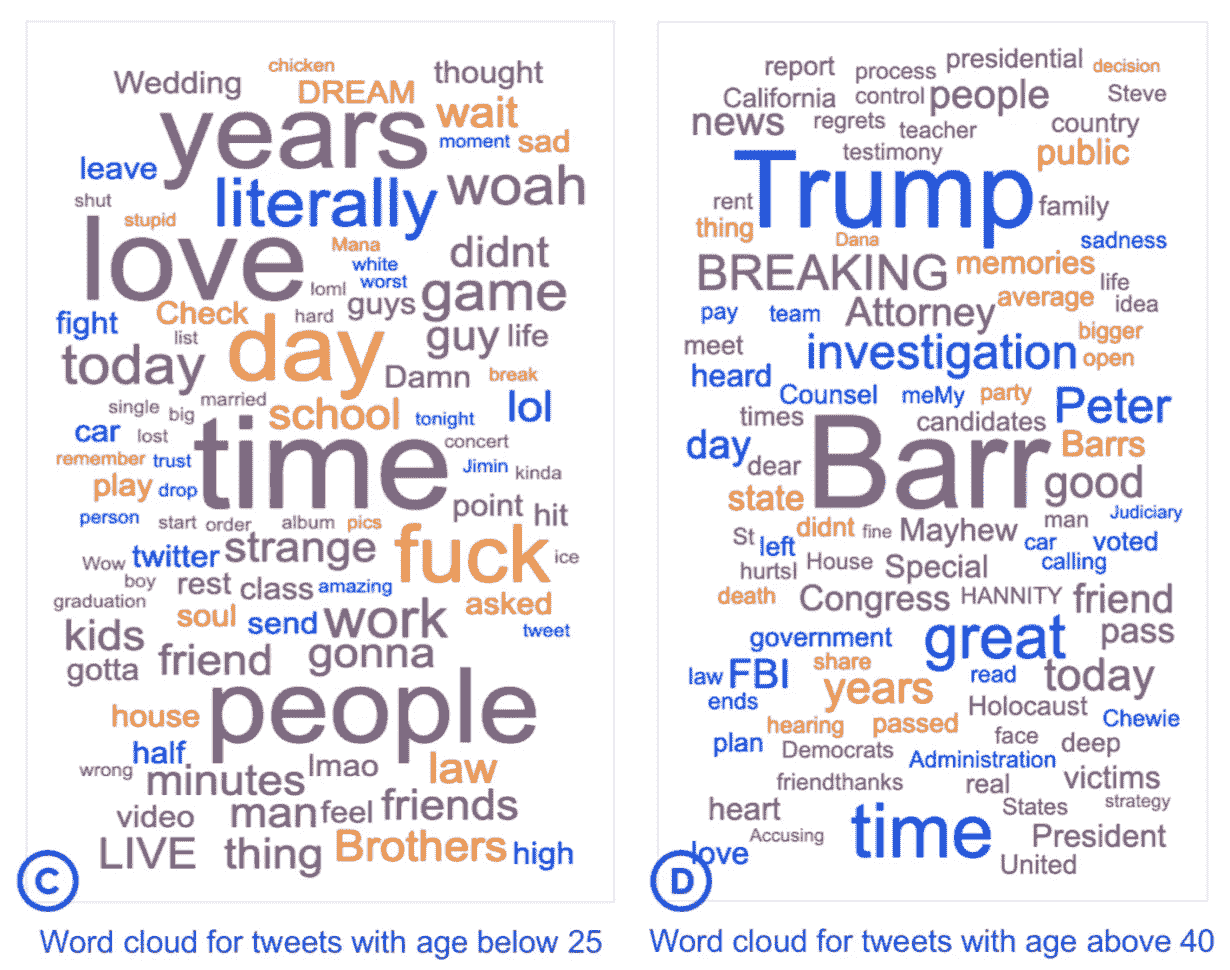 chicken
Wedding DREAM thought
years wait
moment sad
leave literally woah
shut
stupid
love Mana didnt
white
worst
loml guys game
Check hard
fight day guy life
list
today Damn break
married
single big school tonight lol
car lost time concert
remember trust Jimin kinda
play drop point hit
person start order album pics
Wow twitter strange fuck ice
boy rest class amazing
graduation soul send work asked
kids tweet
gotta friend gonna
people
house
half
wrong minutes lmao law
video man feel friends
LIVE thing Brothers high
C
Word cloud for tweets with age below 25
report process presidential decision
California control people Steve
news regrets teacher country
testimony public
Trump
rent family
thing Dana sadness
BREAKING memories life
average idea
pay team Attorney bigger
meet investigation open
heard
Counsel meMy party Peter
times candidates
day Barr Barrs
dear good
state Judiciary
St didnt fine Mayhew man
left car voted
hurtsl House Special calling
death Congress HANNITY friend
government great pass
law FBI share read today
ends years Holocaust
hearing passed Chewie
plan Democrats face deep
Administration
friendthanks real victims
heart States strategy
Accusing time President
love United
D
Word cloud for tweets with age above 40